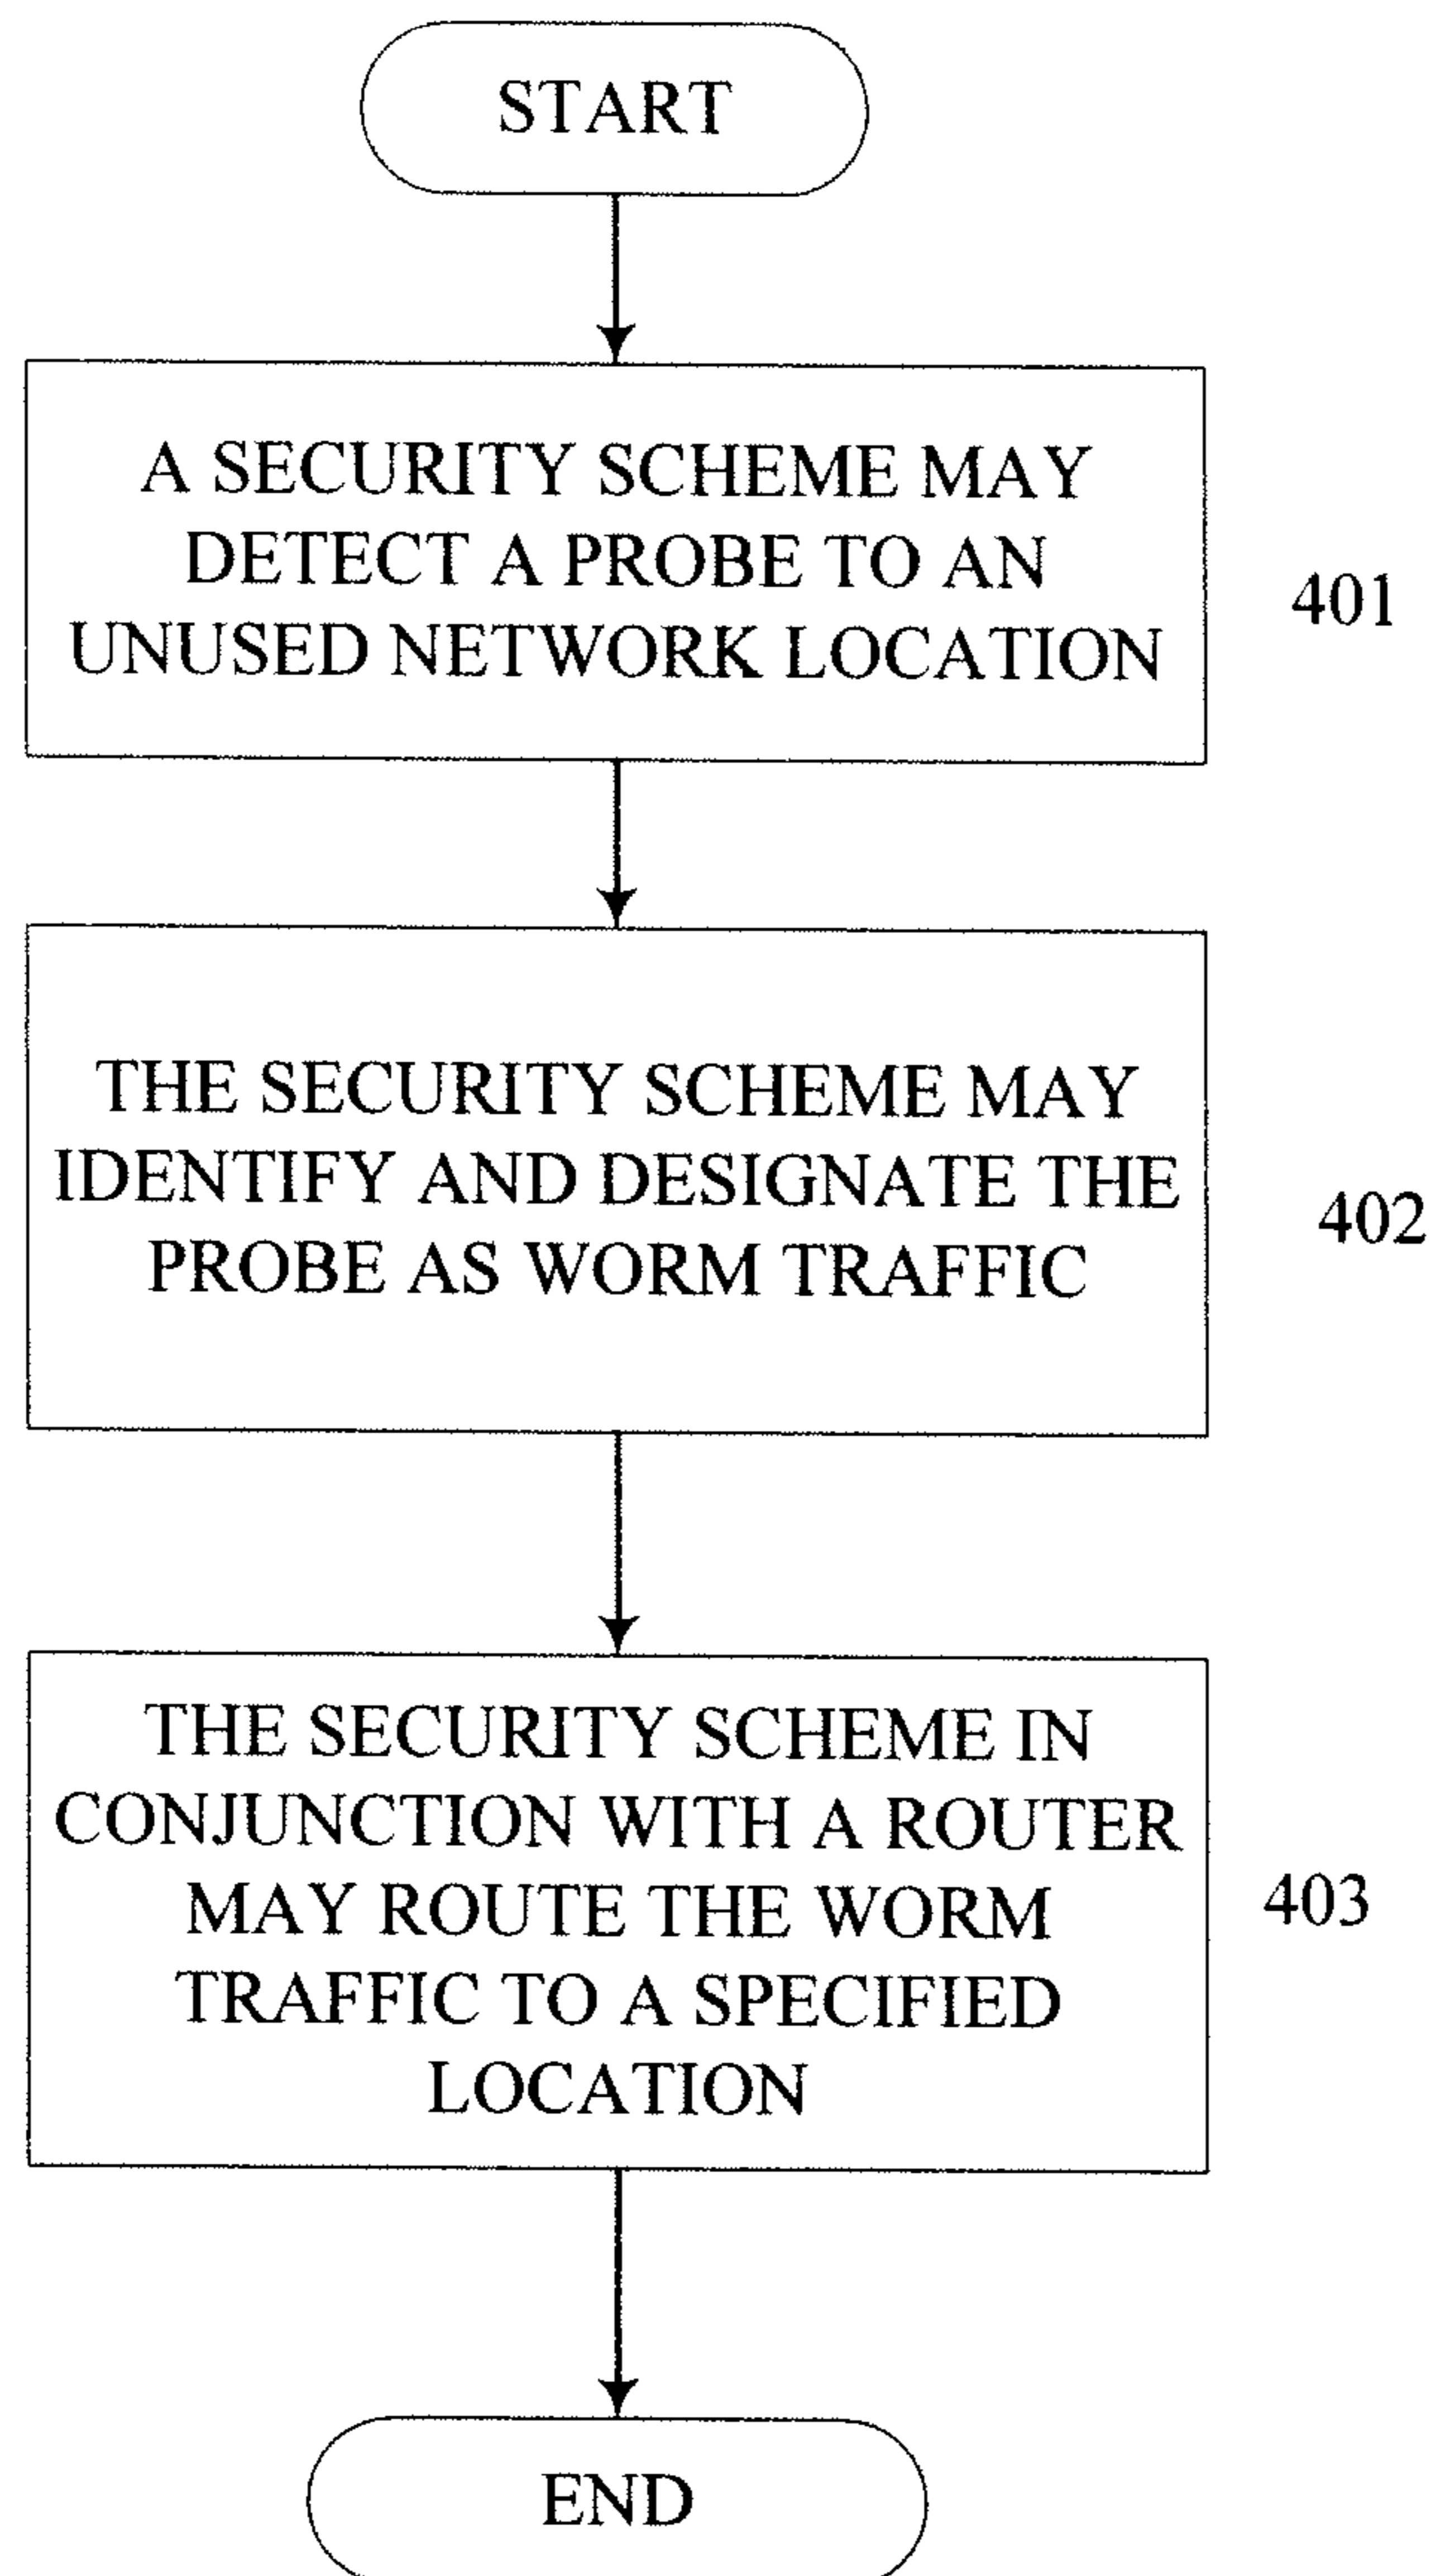 START
A SECURITY SCHEME MAY
DETECT A PROBE TO AN
UNUSED NETWORK LOCATION
401
THE SECURITY SCHEME MAY
IDENTIFY AND DESIGNATE THE
PROBE AS WORM TRAFFIC
402
THE SECURITY SCHEME IN
CONJUNCTION WITH A ROUTER
MAY ROUTE THE WORM
TRAFFIC TO A SPECIFIED
LOCATION
403
END